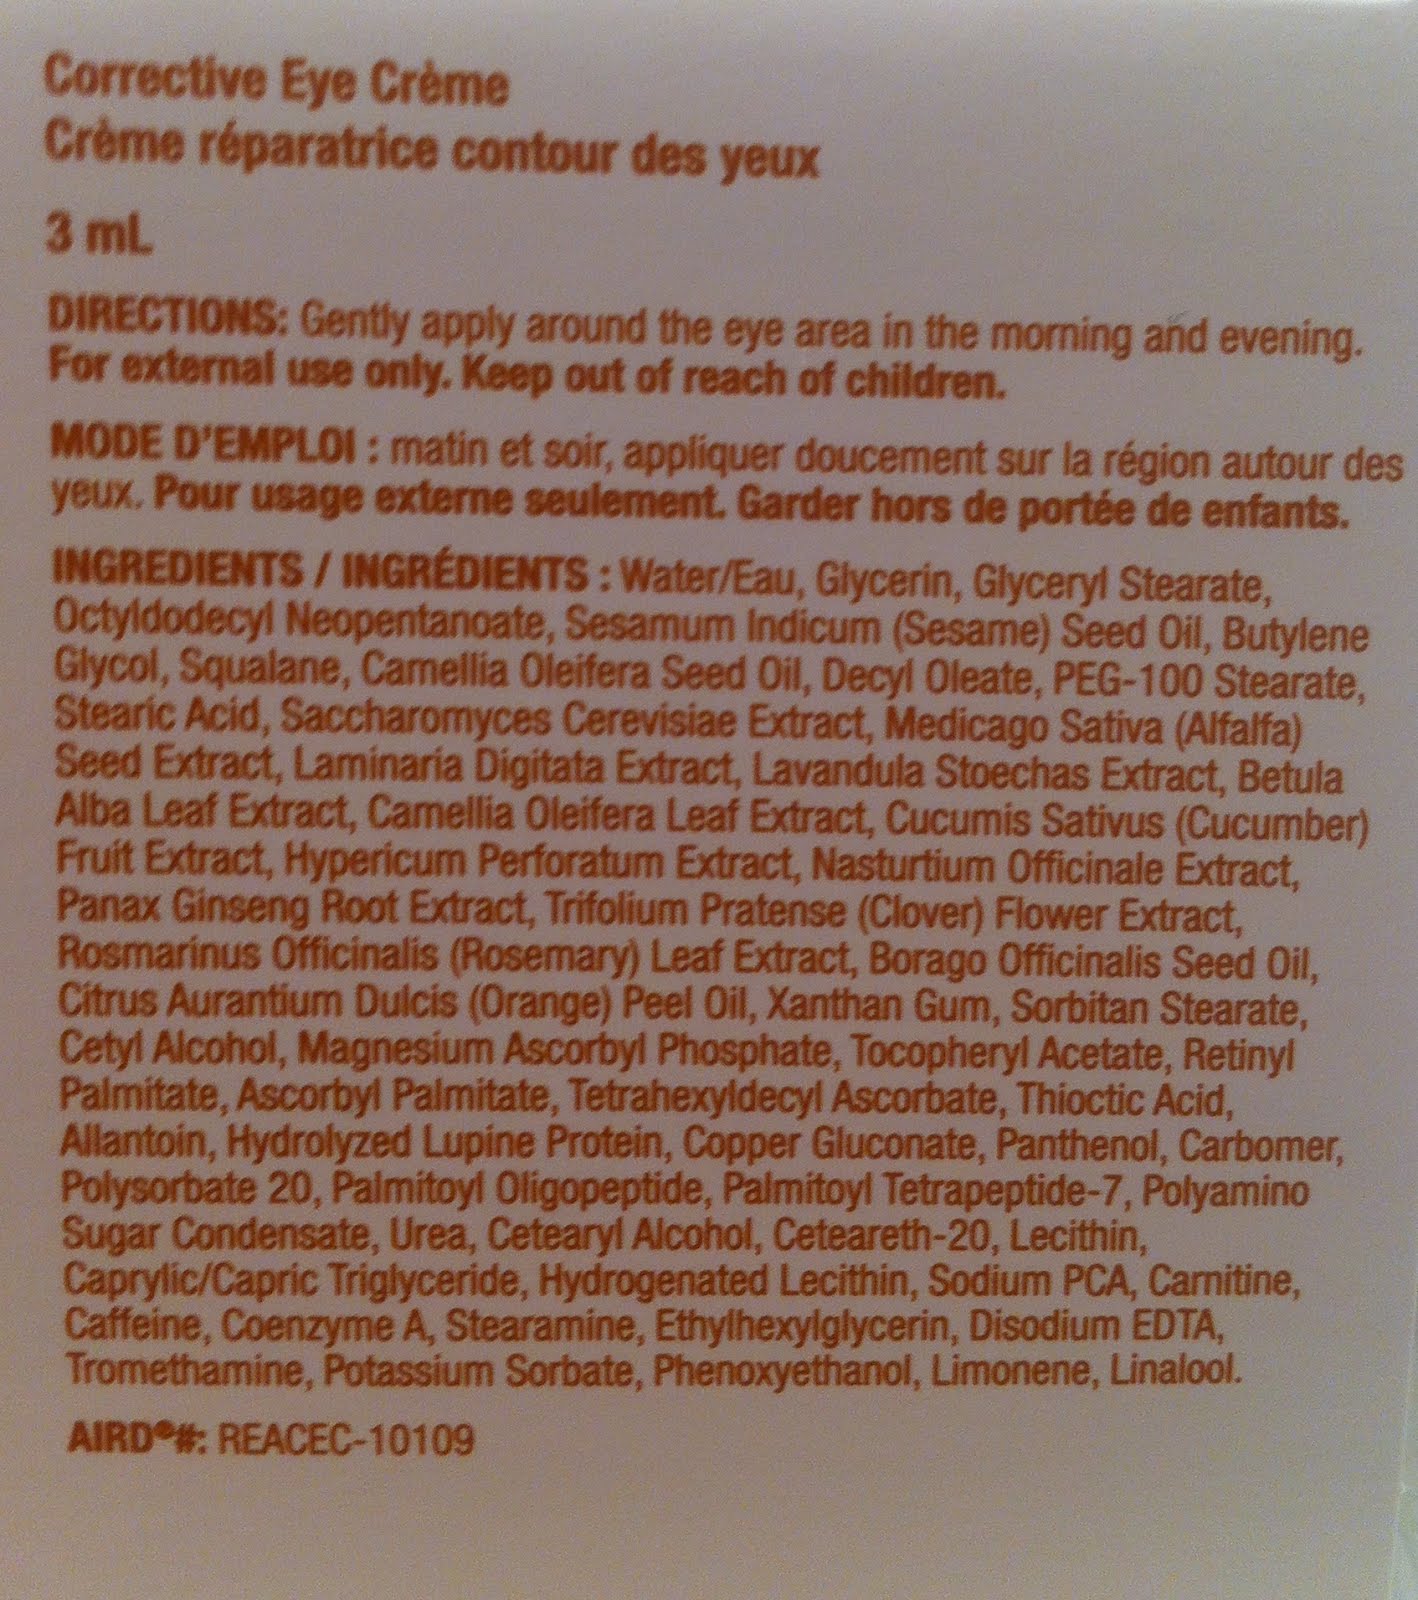 Corrective Eye Crème
Crème réparatrice contour des yeux
3 mL
DIRECTIONS: Gently apply around the eye area in the morning and evening.
For external use only. Keep out of reach of children.
MODE D'EMPLOI : matin et soir, appliquer doucement sur la région autour des
yeux. Pour usage externe seulement. Garder hors de portée de enfants.
INGREDIENTS / INGRÉDIENTS : Water/Eau, Glycerin, Glyceryl Stearate,
Octyldodecyl Neopentanoate, Sesamum Indicum (Sesame) Seed Oil, Butylene
Glycol, Squalane, Camellia Oleifera Seed Oil, Decyl Oleate, PEG-100 Stearate,
Stearic Acid, Saccharomyces Cerevisiae Extract, Medicago Sativa (Alfalfa)
Seed Extract, Laminaria Digitata Extract, Lavandula Stoechas Extract, Betula
Alba Leaf Extract, Camellia Oleifera Leaf Extract, Cucumis Sativus (Cucumber)
Fruit Extract, Hypericum Perforatum Extract, Nasturtium Officinale Extract,
Panax Ginseng Root Extract, Trifolium Pratense (Clover) Flower Extract,
Rosmarinus Officinalis (Rosemary) Leaf Extract, Borago Officinalis Seed Oil,
Citrus Aurantium Dulcis (Orange) Peel Oil, Xanthan Gum, Sorbitan Stearate,
Cetyl Alcohol, Magnesium Ascorbyl Phosphate, Tocopheryl Acetate, Retinyl
Palmitate, Ascorbyl Palmitate, Tetrahexyldecyl Ascorbate, Thioctic Acid,
Allantoin, Hydrolyzed Lupine Protein, Copper Gluconate, Panthenol, Carbomer,
Polysorbate 20, Palmitoyl Oligopeptide, Palmitoyl Tetrapeptide-7, Polyamino
Sugar Condensate, Urea, Cetearyl Alcohol, Ceteareth-20, Lecithin,
Caprylic/Capric Triglyceride, Hydrogenated Lecithin, Sodium PCA, Carnitine,
Caffeine, Coenzyme A, Stearamine, Ethylhexylglycerin, Disodium EDTA,
Tromethamine, Potassium Sorbate, Phenoxyethanol, Limonene, Linalool.
AIRD®#: REACEC-10109